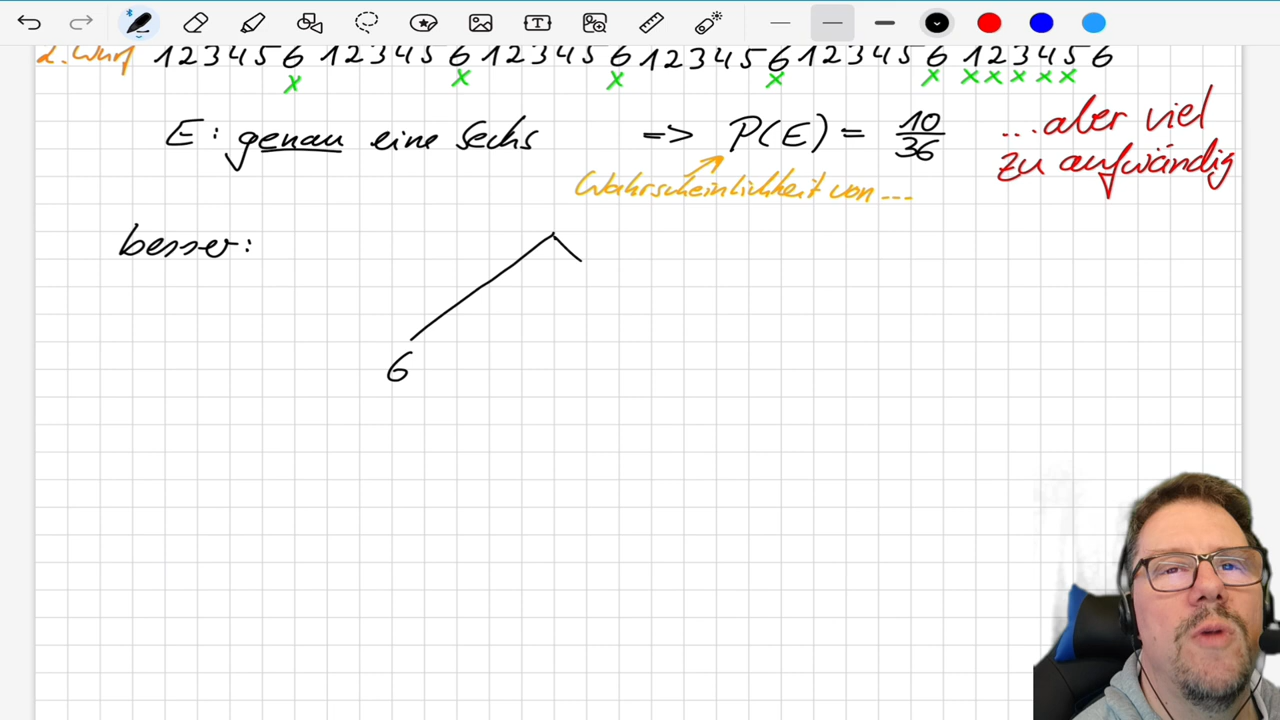 2. Wurf 1 2 3 4 5 6 1 2 3 4 5 6 1 2 3 4 5 6 1 2 3 4 5 6 1 2 3 4 5 6 1 2 3 4 5 6
x x x x x x x x x x
E: genau eine Sechs => P(E) = 10/36 ...aber viel
zu aufwändig
Wahrscheinlichkeit von ...
besser:
6